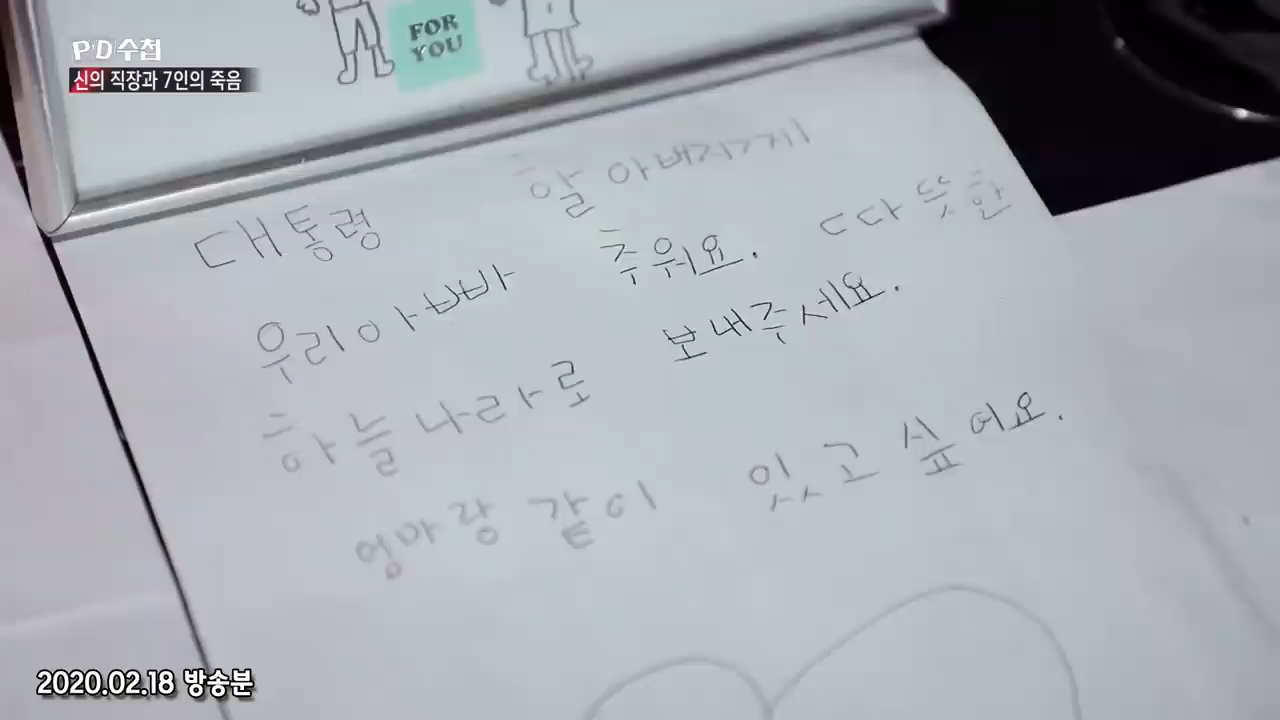 PD수첩
신의 직장과 7인의 죽음
FOR
YOU
대통령 할아버지게
우리아빠 추워요. 따뜻한
하늘나라로 보내주세요.
엄마랑 같이 잇고싶어요.
2020.02.18 방송분